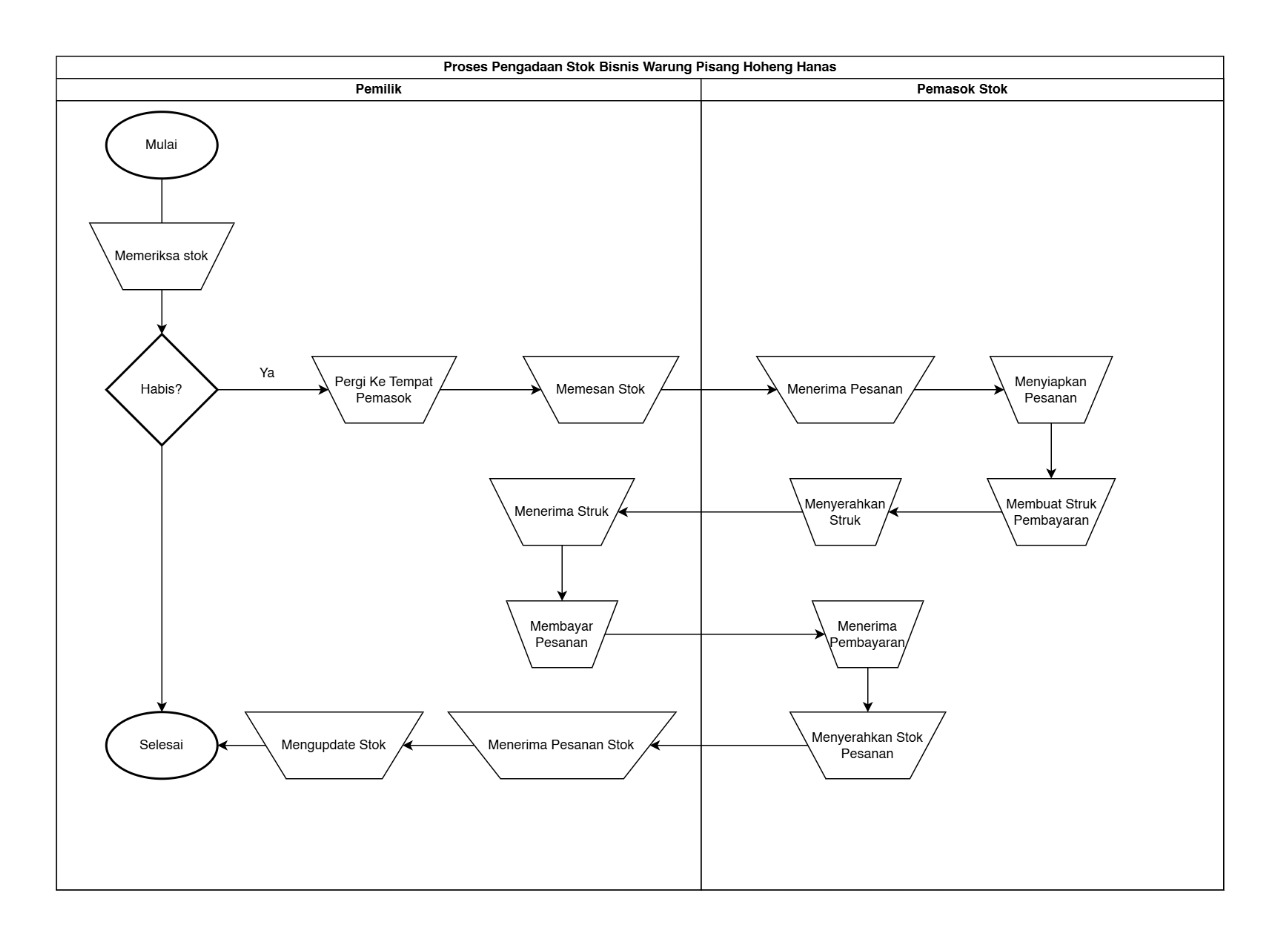 Proses Pengadaan Stok Bisnis Warung Pisang Hoheng Hanas
Pemilik
Pemasok Stok
Mulai
Memeriksa stok
Habis?
Ya
Pergi Ke Tempat
Pemasok
Memesan Stok
Menerima Pesanan
Menyiapkan
Pesanan
Membuat Struk
Pembayaran
Menyerahkan
Struk
Menerima Struk
Membayar
Pesanan
Menerima
Pembayaran
Menyerahkan Stok
Pesanan
Menerima Pesanan Stok
Mengupdate Stok
Selesai